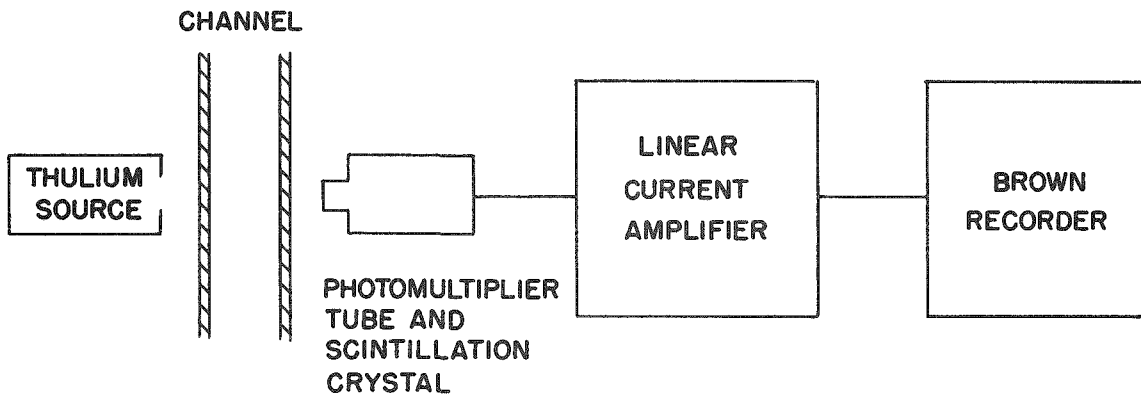 CHANNEL
THULIUM
SOURCE
PHOTOMULTIPLIER
TUBE AND
SCINTILLATION
CRYSTAL
LINEAR
CURRENT
AMPLIFIER
BROWN
RECORDER